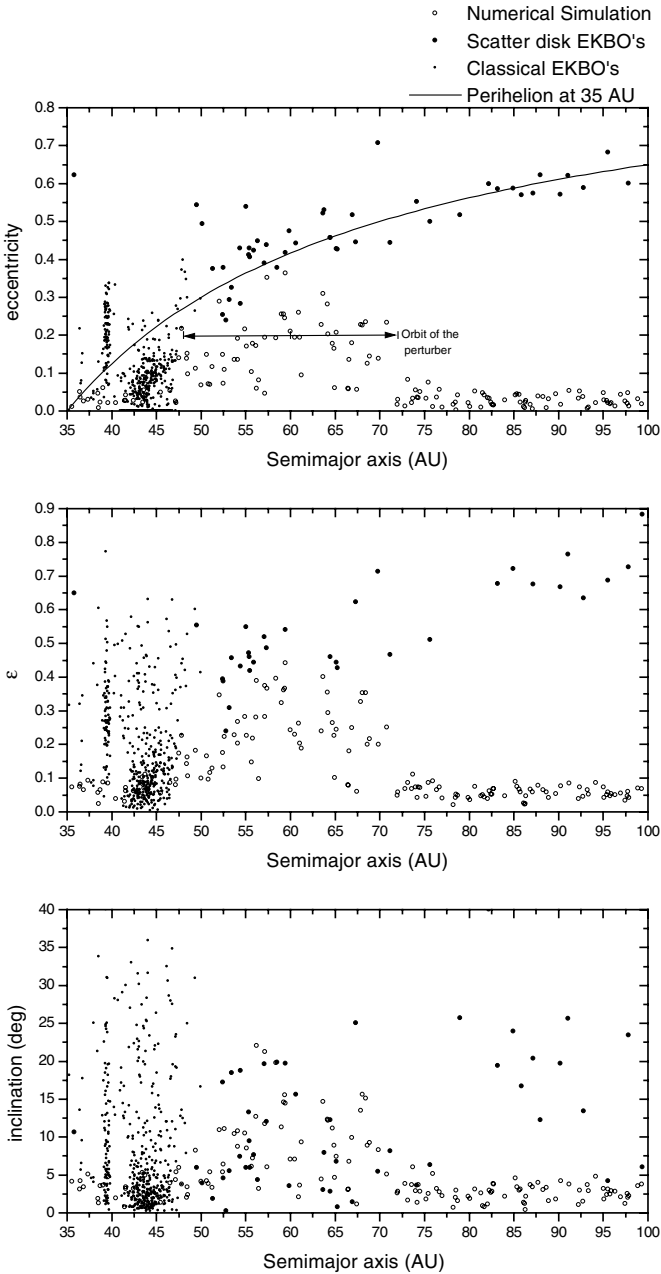 Numerical Simulation
Scatter disk EKBO's
Classical EKBO's
Perihelion at 35 AU
0.8
0.7
0.6
0.5
0.4
0.3
0.2
0.1
0.0
eccentricity
Orbit of the
perturber
35 40 45 50 55 60 65 70 75 80 85 90 95 100
Semimajor axis (AU)
0.9
0.8
0.7
0.6
0.5
0.4
0.3
0.2
0.1
0.0
ε
35 40 45 50 55 60 65 70 75 80 85 90 95 100
Semimajor axis (AU)
40
35
30
25
20
15
10
5
0
inclination (deg)
35 40 45 50 55 60 65 70 75 80 85 90 95 100
Semimajor axis (AU)